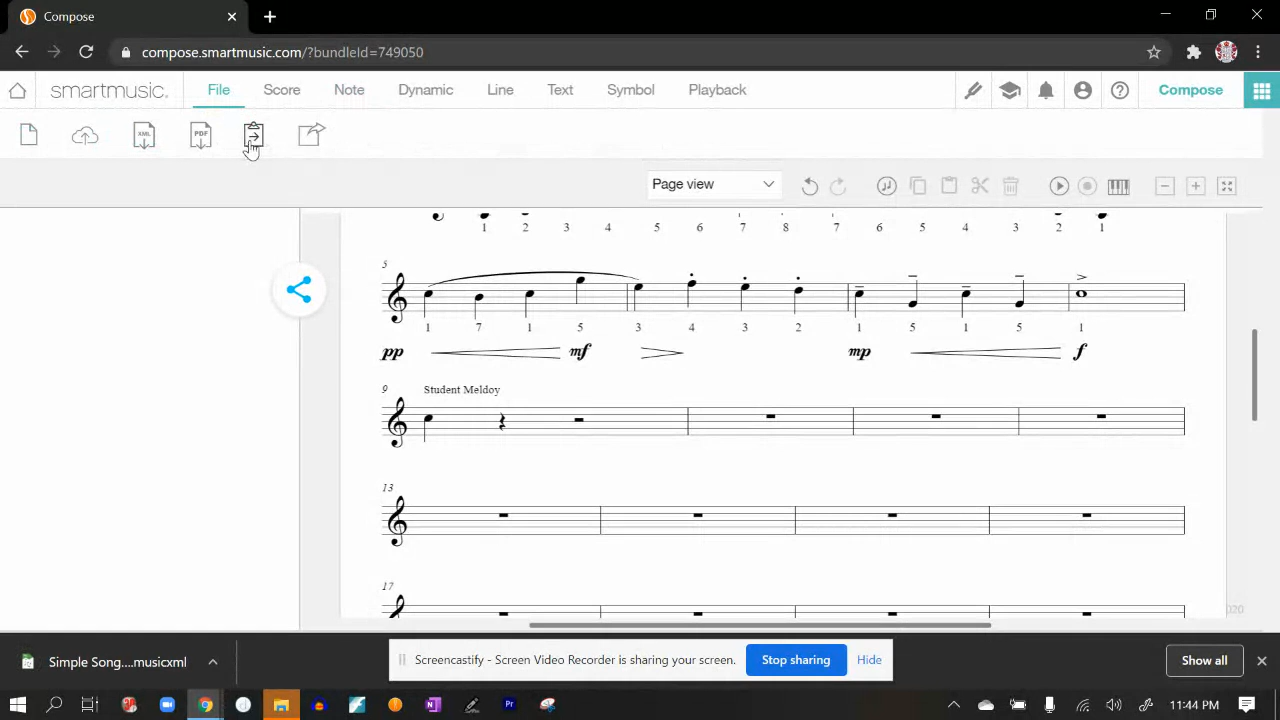 Compose
compose.smartmusic.com/?bundleId=749050
smartmusic
File Score Note Dynamic Line Text Symbol Playback
Compose
XML PDF
Page view
1 2 3 4 5 6 7 8 7 6 5 4 3 2 1
5
1 7 1 5 3 4 3 2 1 5 1 5 1
pp mf mp f
9 Student Meldoy
13
17
020
Simple Song....musicxml
Screencastify - Screen Video Recorder is sharing your screen.
Stop sharing
Hide
Show all
11:44 PM